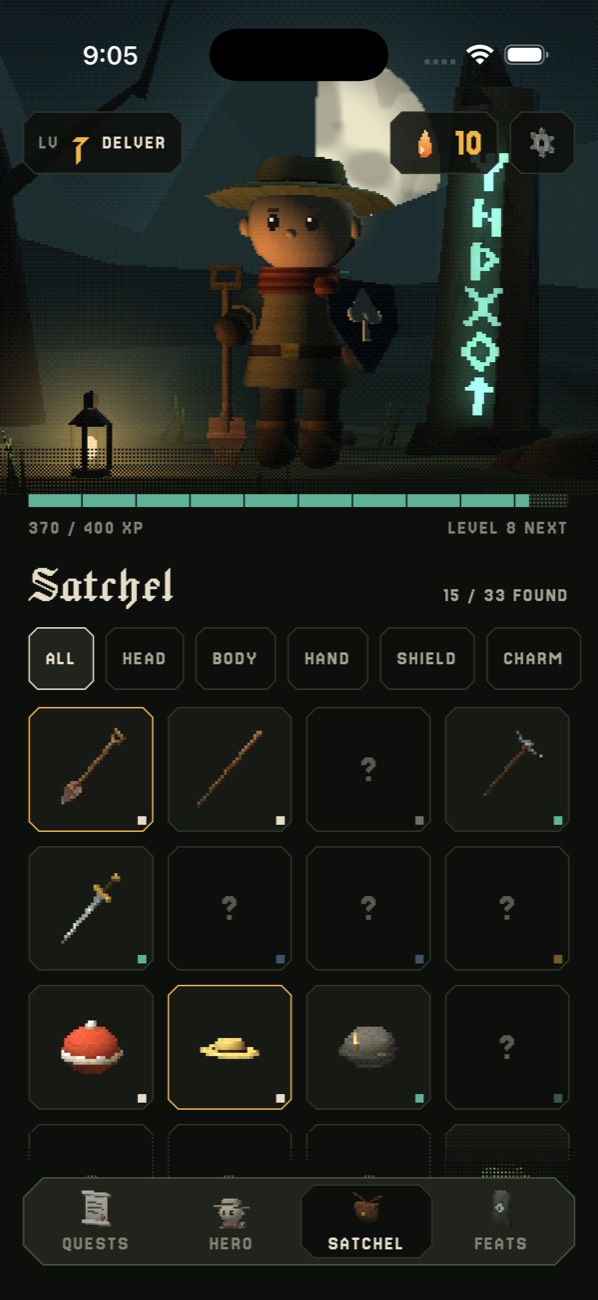 9:05
LV 7 DELVER
10
370 / 400 XP
LEVEL 8 NEXT
Satchel
15 / 33 FOUND
ALL
HEAD
BODY
HAND
SHIELD
CHARM
?
?
?
?
?
QUESTS
HERO
SATCHEL
FEATS